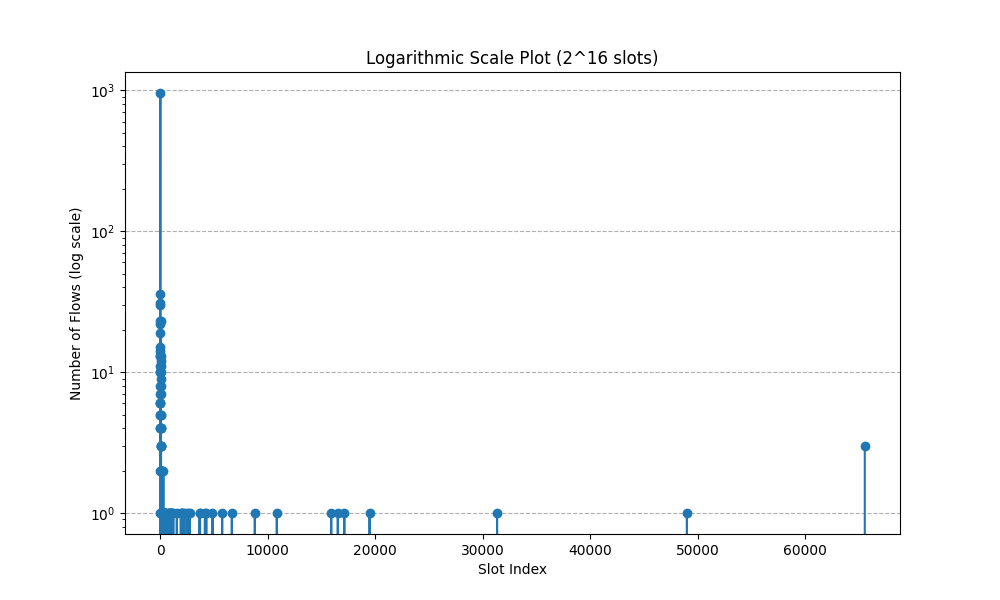 Logarithmic Scale Plot (2^16 slots)
Number of Flows (log scale)
10³
10²
10¹
10⁰
0 10000 20000 30000 40000 50000 60000
Slot Index